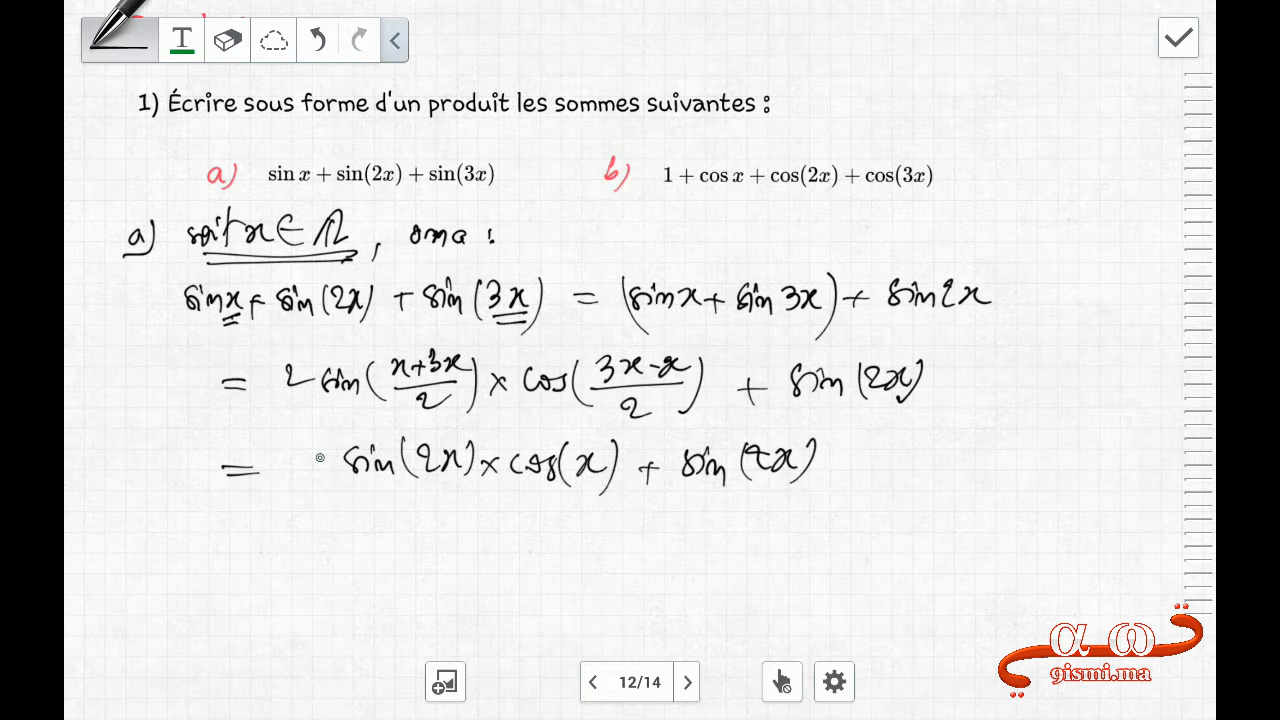 T
1) Écrire sous forme d'un produit les sommes suivantes :
a) sin x + sin(2x) + sin(3x) b) 1 + cos x + cos(2x) + cos(3x)
a) soit x ∈ ℝ, on a :
sin x + sin(2x) + sin(3x) = (sin x + sin 3x) + sin 2x
= 2 sin((x+3x)/2) × cos((3x-x)/2) + sin(2x)
= sin(2x) × cos(x) + sin(2x)
α ω
gismi.ma
12/14